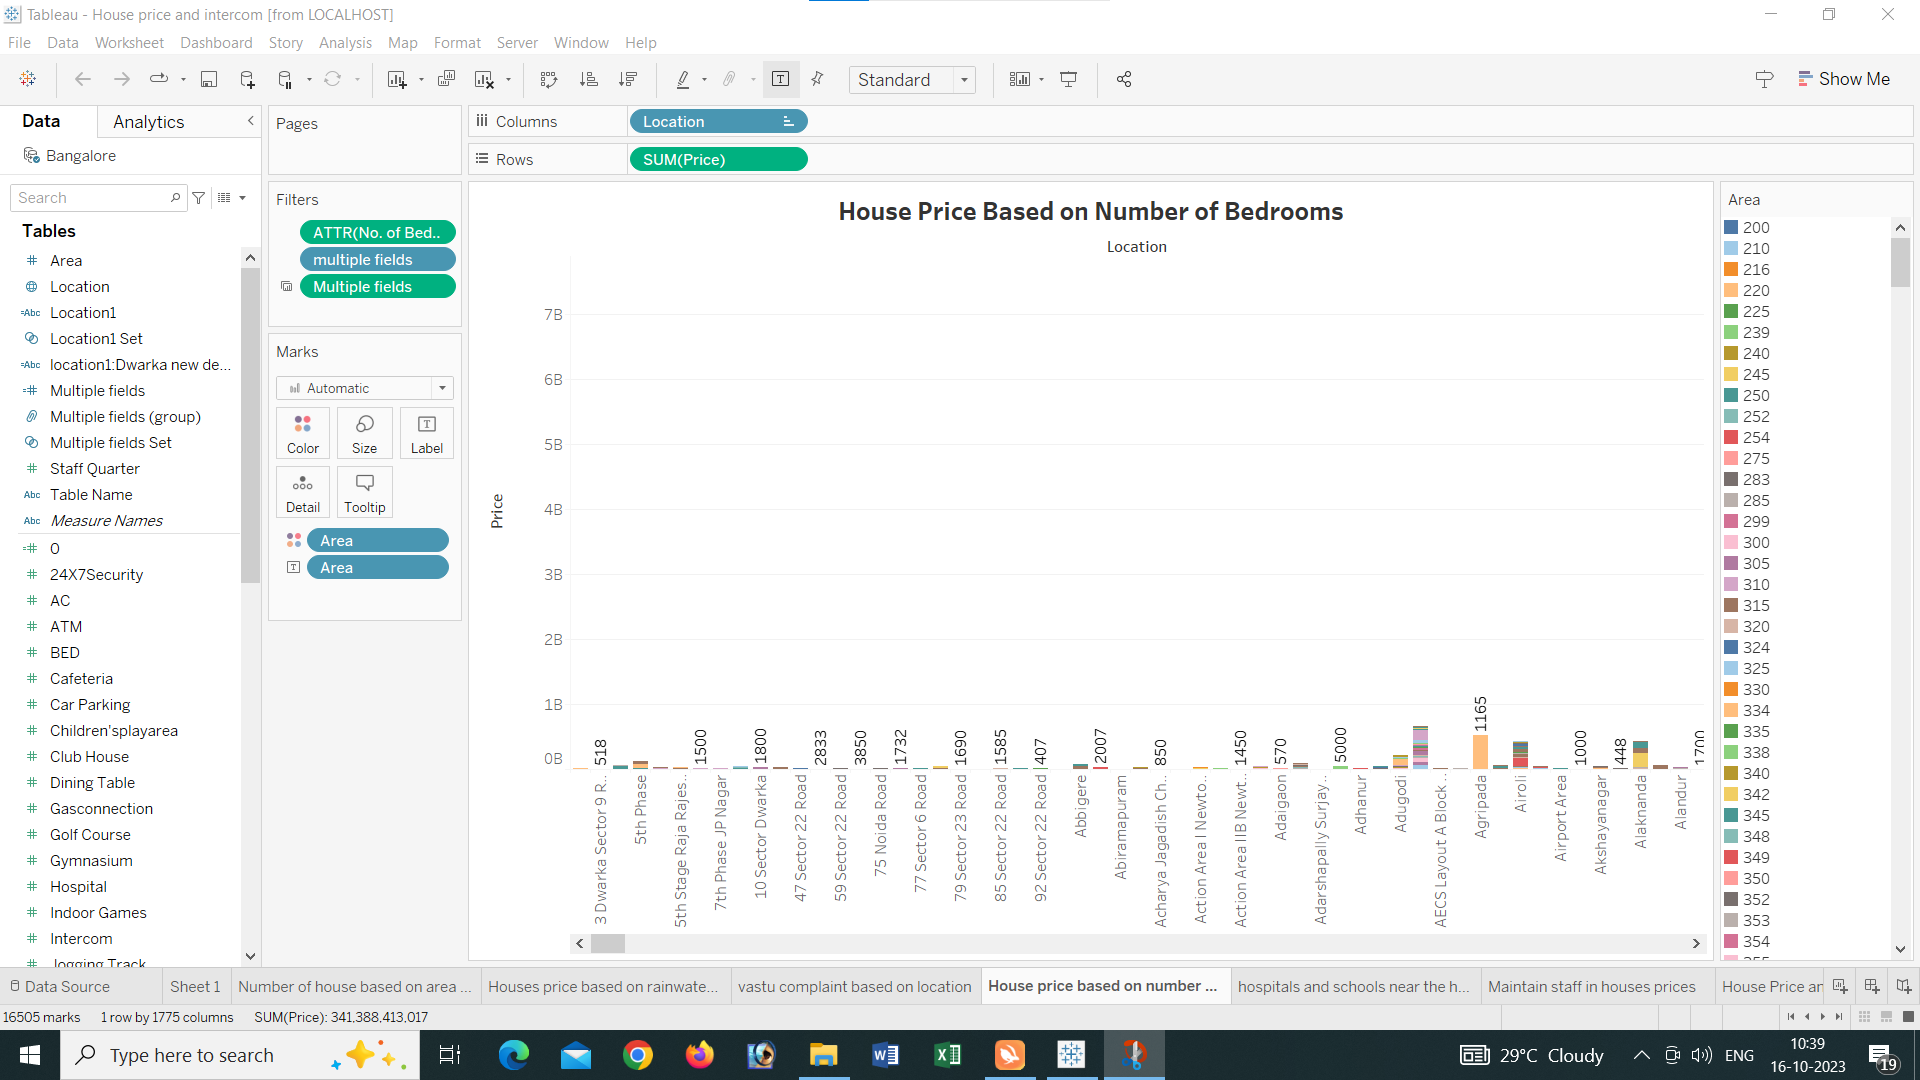 Tableau - House price and intercom [from LOCALHOST]
File Data Worksheet Dashboard Story Analysis Map Format Server Window Help
Standard
Show Me
Data
Analytics
Bangalore
Search
Tables
Area
Location
Abc Location1
Location1 Set
Abc location1:Dwarka new de...
Multiple fields
Multiple fields (group)
Multiple fields Set
Staff Quarter
Abc Table Name
Abc Measure Names
0
24X7Security
AC
ATM
BED
Cafeteria
Car Parking
Children'splayarea
Club House
Dining Table
Gasconnection
Golf Course
Gymnasium
Hospital
Indoor Games
Intercom
Jogging Track
Pages
Filters
ATTR(No. of Bed..
multiple fields
Multiple fields
Marks
Automatic
Color Size Label
Detail Tooltip
Area
Area
Columns Location
Rows SUM(Price)
House Price Based on Number of Bedrooms
Location
Price
7B
6B
5B
4B
3B
2B
1B
0B
518
1500
1800
2833
3850
1732
1690
1585
407
2007
850
1450
570
5000
1165
1000
448
1700
3 Dwarka Sector 9 R..
5th Phase
5th Stage Raja Rajes..
7th Phase JP Nagar
10 Sector Dwarka
47 Sector 22 Road
59 Sector 22 Road
75 Noida Road
77 Sector 6 Road
79 Sector 23 Road
85 Sector 22 Road
92 Sector 22 Road
Abbigere
Abiramapuram
Acharya Jagadish Ch..
Action Area I Newto..
Action Area IIB Newt..
Adaigaon
Adarshapally Surjay..
Adhanur
Adugodi
AECS Layout A Block ..
Agripada
Airoli
Airport Area
Akshayanagar
Alaknanda
Alandur
Area
200
210
216
220
225
239
240
245
250
252
254
275
283
285
299
300
305
310
315
320
324
325
330
334
335
338
340
342
345
348
349
350
352
353
354
355
Data Source
Sheet 1
Number of house based on area ...
Houses price based on rainwate...
vastu complaint based on location
House price based on number ...
hospitals and schools near the h...
Maintain staff in houses prices
House Price an
16505 marks 1 row by 1775 columns SUM(Price): 341,388,413,017
Type here to search
29°C Cloudy
ENG
10:39
16-10-2023
19